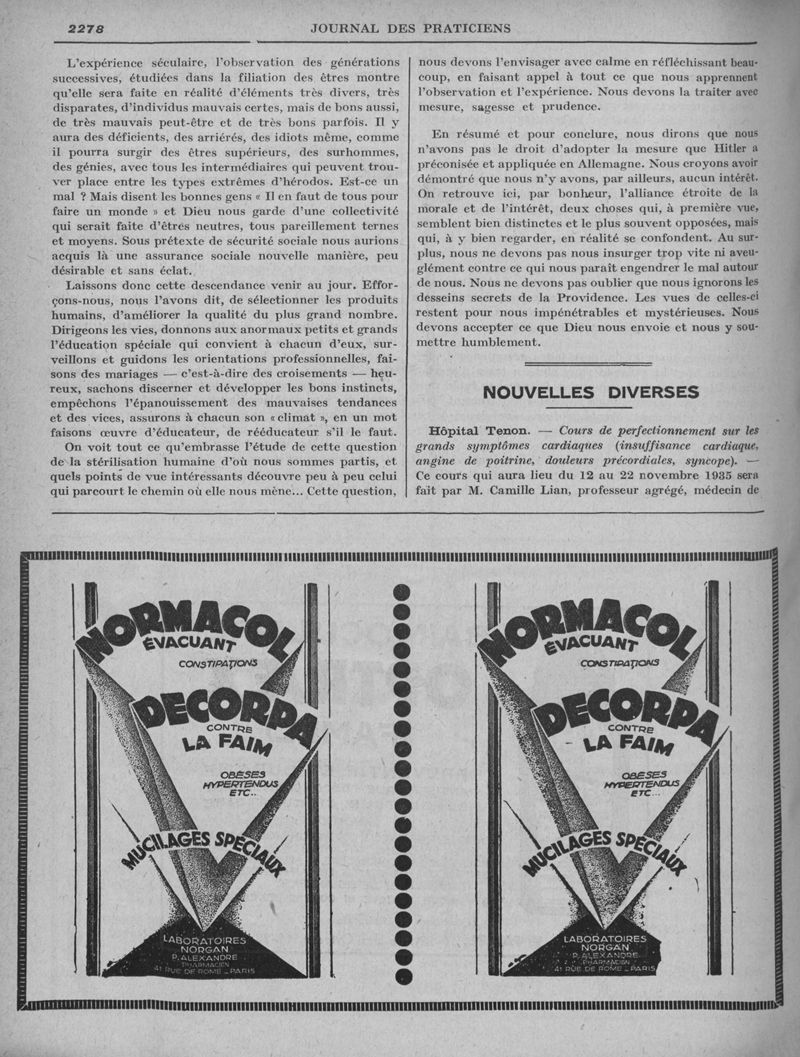 2278
JOURNAL DES PRATICIENS
L'expérience séculaire, l'observation des générations
successives, étudiées dans la filiation des êtres montre
qu'elle sera faite en réalité d'éléments très divers, très
disparates, d'individus mauvais certes, mais de bons aussi,
de très mauvais peut-être et de très bons parfois. Il y
aura des déficients, des arriérés, des idiots même, comme
il pourra surgir des êtres supérieurs, des surhommes,
des génies, avec tous les intermédiaires qui peuvent trou-
ver place entre les types extrêmes d'hérodos. Est-ce un
mal ? Mais disent les bonnes gens « Il en faut de tous pour
faire un monde » et Dieu nous garde d'une collectivité
qui serait faite d'êtres neutres, tous pareillement ternes
et moyens. Sous prétexte de sécurité sociale nous aurions
acquis là une assurance sociale nouvelle manière, peu
désirable et sans éclat.
Laissons donc cette descendance venir au jour. Effor-
çons-nous, nous l'avons dit, de sélectionner les produits
humains, d'améliorer la qualité du plus grand nombre.
Dirigeons les vies, donnons aux anormaux petits et grands
l'éducation spéciale qui convient à chacun d'eux, sur-
veillons et guidons les orientations professionnelles, fai-
sons des mariages — c'est-à-dire des croisements — heu-
reux, sachons discerner et développer les bons instincts,
empêchons l'épanouissement des mauvaises tendances
et des vices, assurons à chacun son « climat », en un mot
faisons œuvre d'éducateur, de rééducateur s'il le faut.
On voit tout ce qu'embrasse l'étude de cette question
de la stérilisation humaine d'où nous sommes partis, et
quels points de vue intéressants découvre peu à peu celui
qui parcourt le chemin où elle nous mène... Cette question,
nous devons l'envisager avec calme en réfléchissant beau-
coup, en faisant appel à tout ce que nous apprennent
l'observation et l'expérience. Nous devons la traiter avec
mesure, sagesse et prudence.
En résumé et pour conclure, nous dirons que nous
n'avons pas le droit d'adopter la mesure que Hitler a
préconisée et appliquée en Allemagne. Nous croyons avoir
démontré que nous n'y avons, par ailleurs, aucun intérêt.
On retrouve ici, par bonheur, l'alliance étroite de la
morale et de l'intérêt, deux choses qui, à première vue,
semblent bien distinctes et le plus souvent opposées, mais
qui, à y bien regarder, en réalité se confondent. Au sur-
plus, nous ne devons pas nous insurger trop vite ni aveu-
glément contre ce qui nous paraît engendrer le mal autour
de nous. Nous ne devons pas oublier que nous ignorons les
desseins secrets de la Providence. Les vues de celles-ci
restent pour nous impénétrables et mystérieuses. Nous
devons accepter ce que Dieu nous envoie et nous y sou-
mettre humblement.
NOUVELLES DIVERSES
Hôpital Tenon. — Cours de perfectionnement sur les
grands symptômes cardiaques (insuffisance cardiaque,
angine de poitrine, douleurs précordiales, syncope). —
Ce cours qui aura lieu du 12 au 22 novembre 1935 sera
fait par M. Camille Lian, professeur agrégé, médecin de
NORMACOL
ÉVACUANT
CONSTIPATIONS
DECORPA
CONTRE
LA FAIM
OBÈSES
HYPERTENDUS
ETC..
MUCILAGES SPECIAUX
LABORATOIRES
NORGAN
P. ALEXANDRE
PHARMACIEN
41 RUE DE ROME _ PARIS
NORMACOL
ÉVACUANT
CONSTIPATIONS
DECORPA
CONTRE
LA FAIM
OBÈSES
HYPERTENDUS
ETC...
MUCILAGES SPECIAUX
LABORATOIRES
NORGAN
P. ALEXANDRE
PHARMACIEN
41 RUE DE ROME _ PARIS